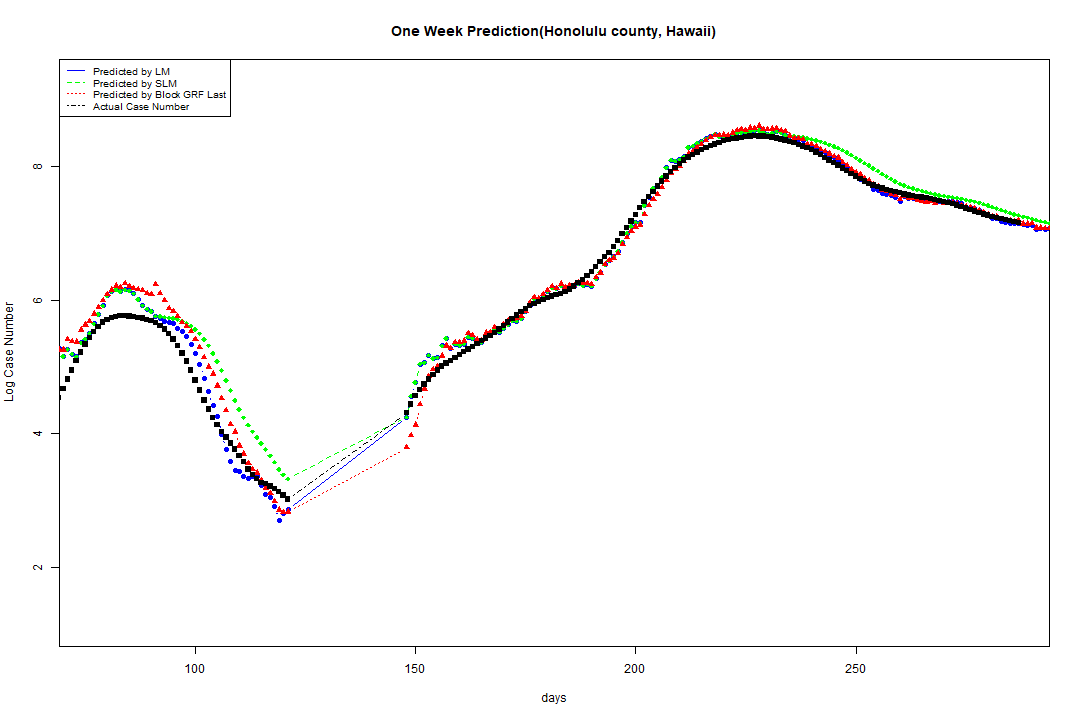 One Week Prediction(Honolulu county, Hawaii)
Predicted by LM
Predicted by SLM
Predicted by Block GRF Last
Actual Case Number
8
6
4
2
Log Case Number
100 150 200 250
days